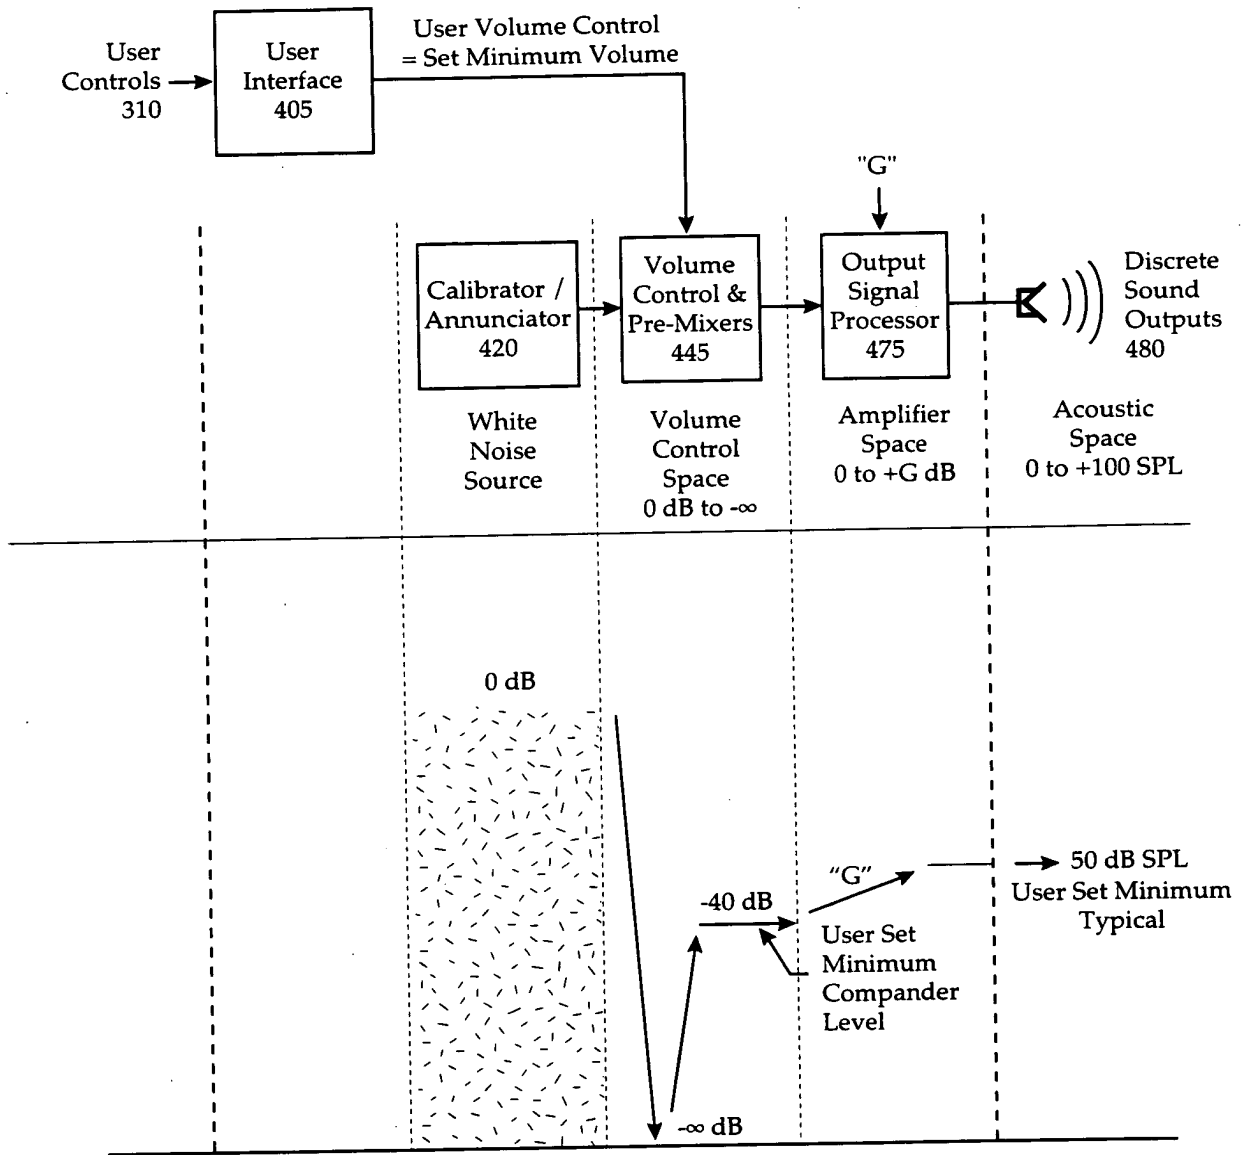 User
Controls
310
User
Interface
405
User Volume Control
= Set Minimum Volume
"G"
Calibrator /
Annunciator
420
Volume
Control &
Pre-Mixers
445
Output
Signal
Processor
475
Discrete
Sound
Outputs
480
White
Noise
Source
Volume
Control
Space
0 dB to -∞
Amplifier
Space
0 to +G dB
Acoustic
Space
0 to +100 SPL
0 dB
-40 dB
-∞ dB
"G"
User Set
Minimum
Compander
Level
50 dB SPL
User Set Minimum
Typical